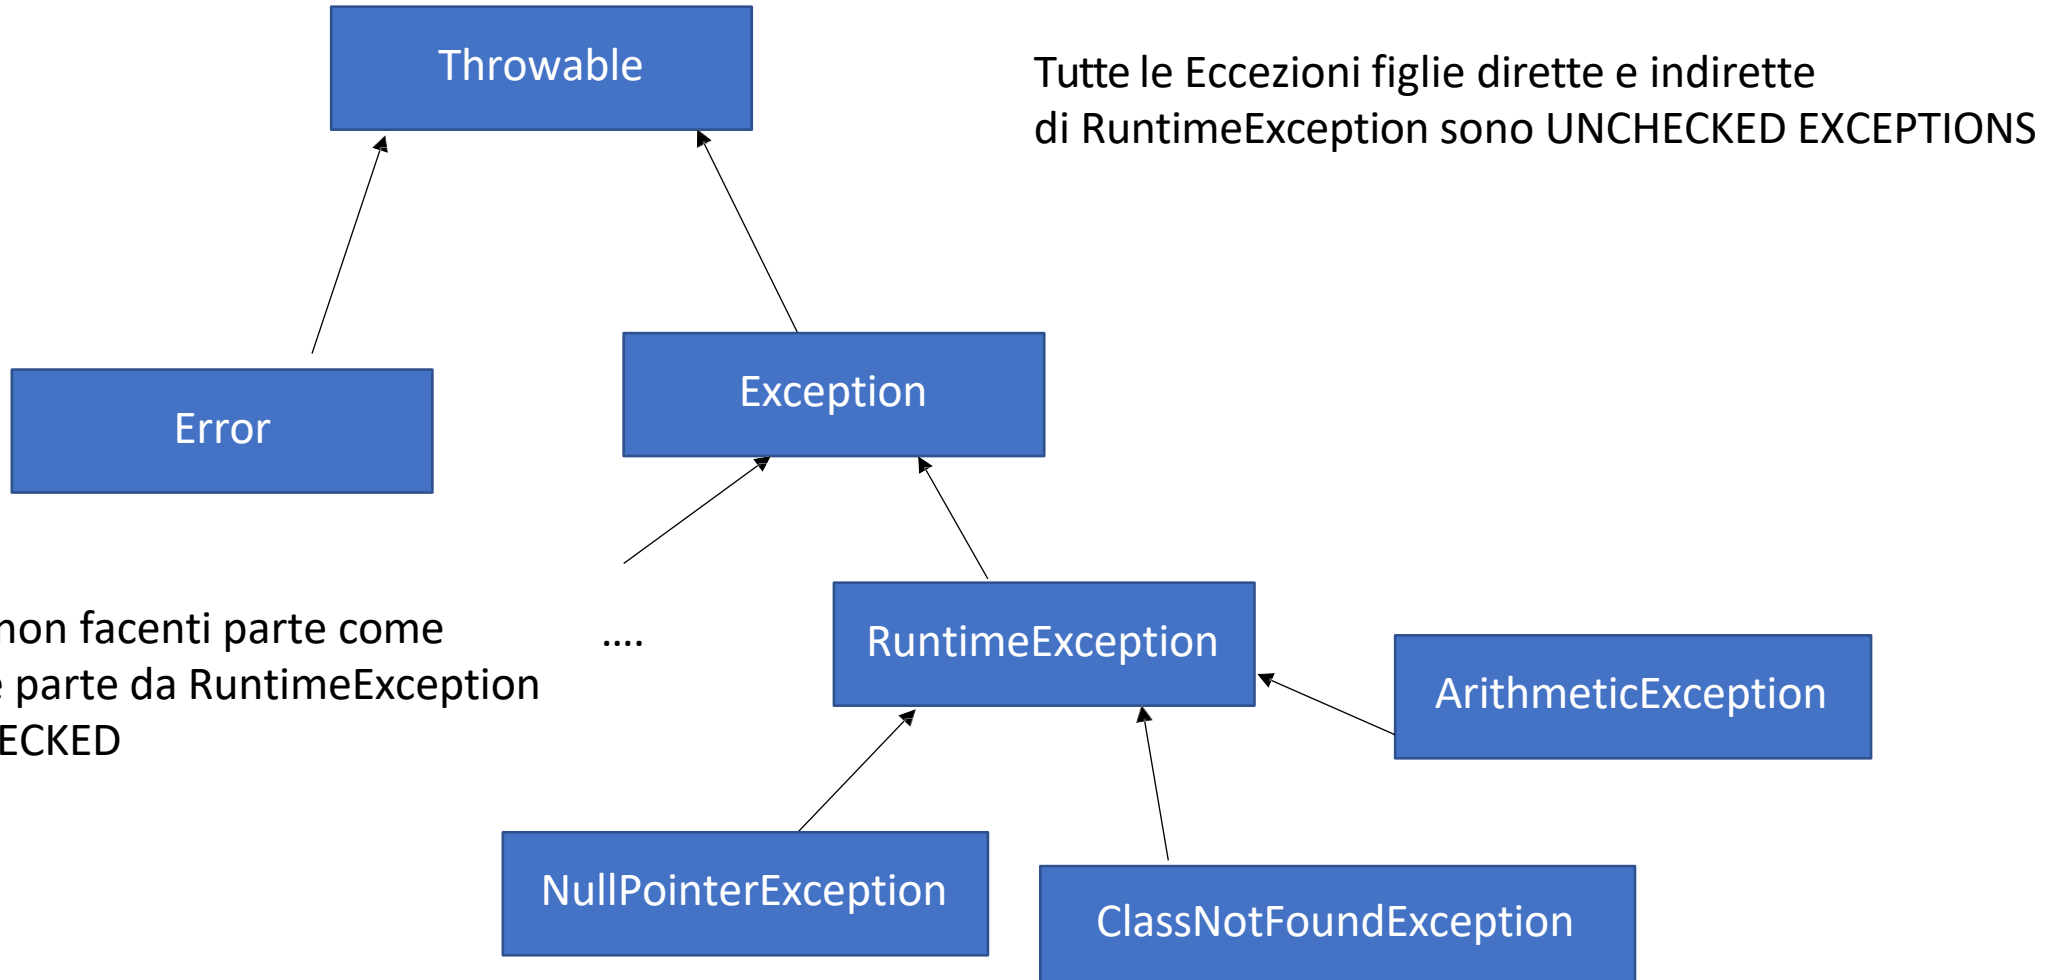 Throwable
Tutte le Eccezioni figlie dirette e indirette
di RuntimeException sono UNCHECKED EXCEPTIONS
Exception
Error
non facenti parte come
parte da RuntimeException
....
RuntimeException
ArithmeticException
NullPointerException
ClassNotFoundException